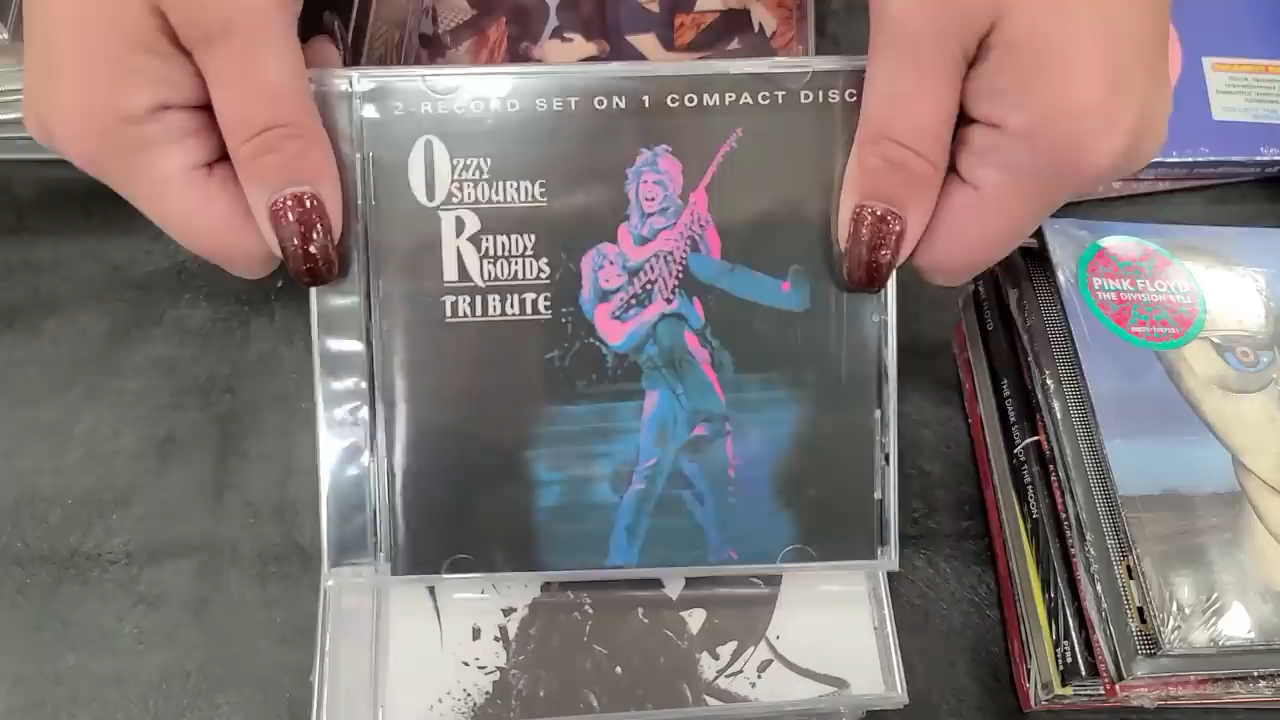 2-RECORD SET ON 1 COMPACT DISC
OZZY
OSBOURNE
RANDY
RHOADS
TRIBUTE
PINK FLOYD
THE DIVISION BELL
PINK FLOYD
THE DARK SIDE OF THE MOON